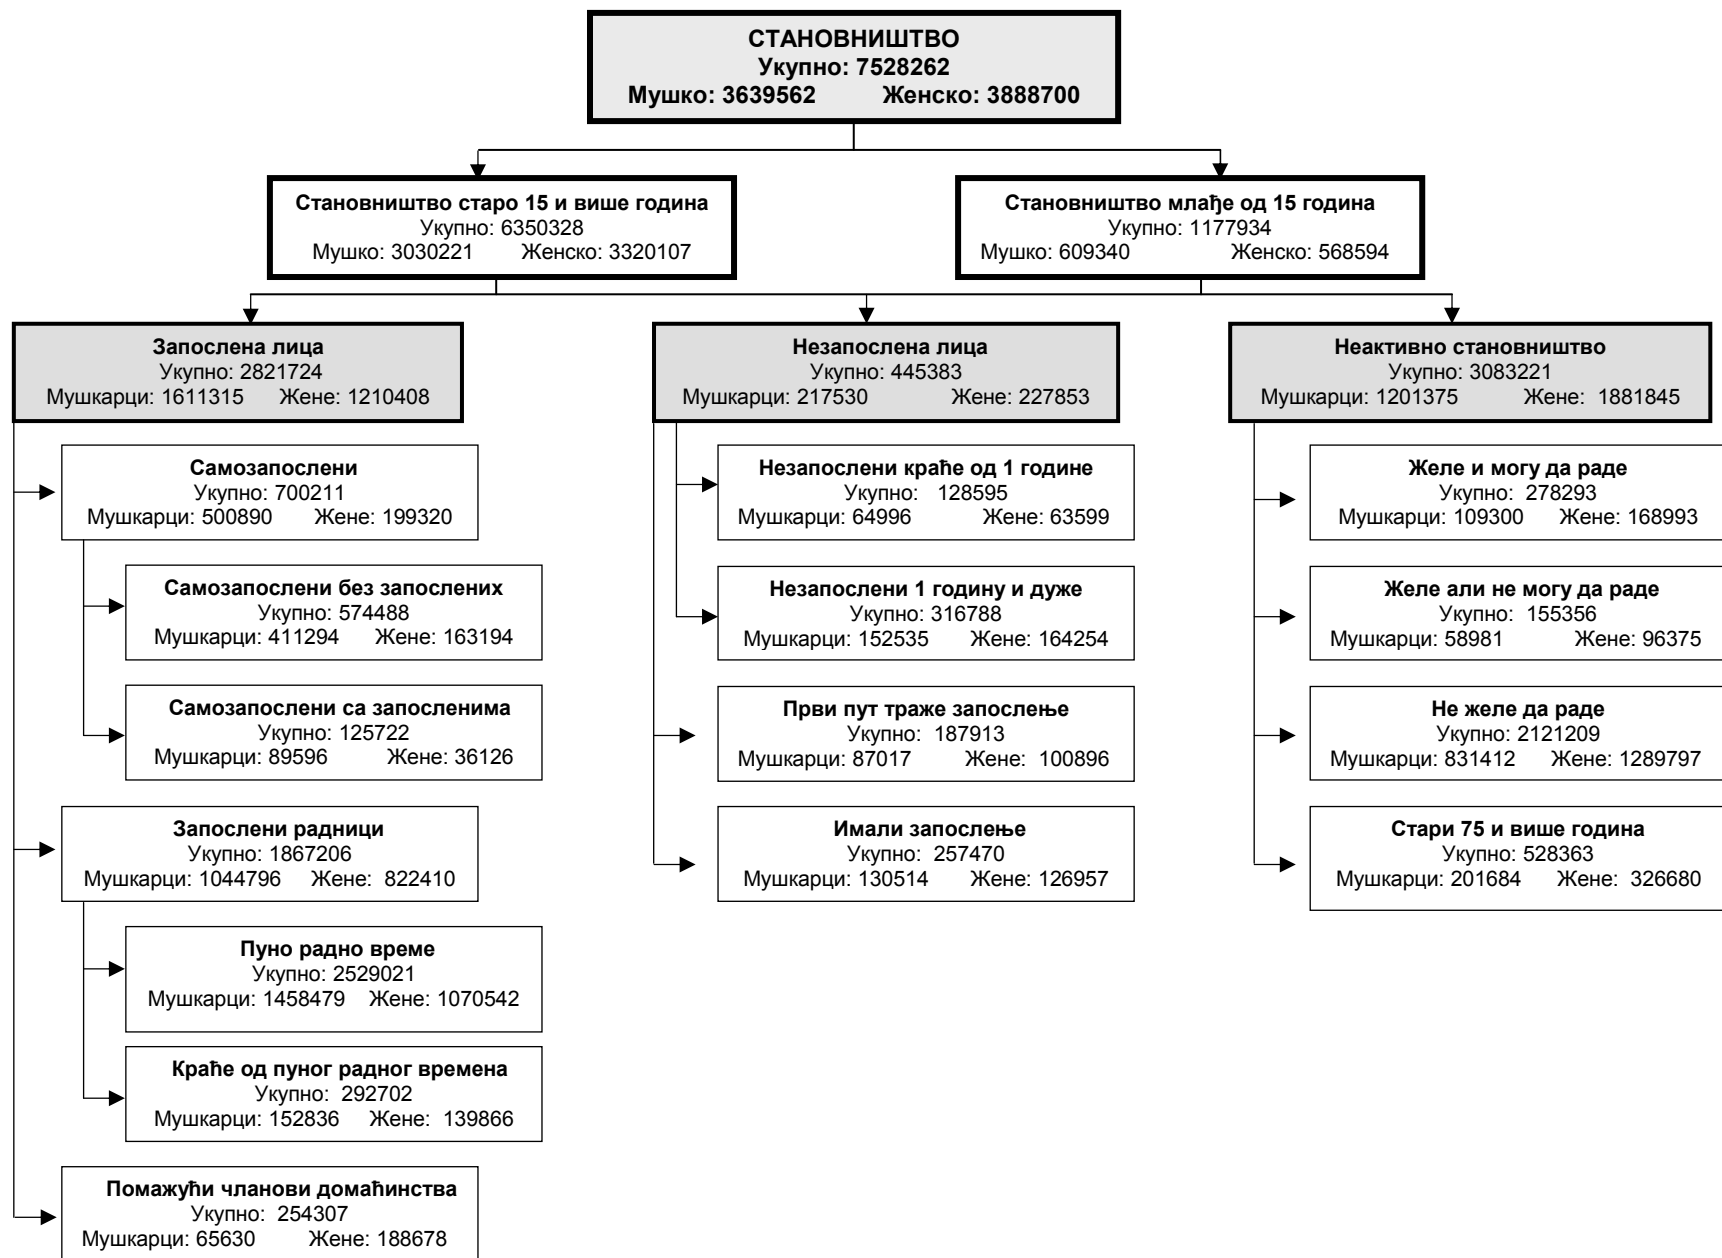 СТАНОВНИШТВО
Укупно: 7528262
Мушко: 3639562 Женско: 3888700
Становништво старо 15 и више година
Укупно: 6350328
Мушко: 3030221 Женско: 3320107
Становништво млађе од 15 година
Укупно: 1177934
Мушко: 609340 Женско: 568594
Запослена лица
Укупно: 2821724
Мушкарци: 1611315 Жене: 1210408
Самозапослени
Укупно: 700211
Мушкарци: 500890 Жене: 199320
Самозапослени без запослених
Укупно: 574488
Мушкарци: 411294 Жене: 163194
Самозапослени са запосленима
Укупно: 125722
Мушкарци: 89596 Жене: 36126
Запослени радници
Укупно: 1867206
Мушкарци: 1044796 Жене: 822410
Пуно радно време
Укупно: 2529021
Мушкарци: 1458479 Жене: 1070542
Краће од пуног радног времена
Укупно: 292702
Мушкарци: 152836 Жене: 139866
Помажући чланови домаћинства
Укупно: 254307
Мушкарци: 65630 Жене: 188678
Незапослена лица
Укупно: 445383
Мушкарци: 217530 Жене: 227853
Незапослени краће од 1 године
Укупно: 128595
Мушкарци: 64996 Жене: 63599
Незапослени 1 годину и дуже
Укупно: 316788
Мушкарци: 152535 Жене: 164254
Први пут траже запослење
Укупно: 187913
Мушкарци: 87017 Жене: 100896
Имали запослење
Укупно: 257470
Мушкарци: 130514 Жене: 126957
Неактивно становништво
Укупно: 3083221
Мушкарци: 1201375 Жене: 1881845
Желе и могу да раде
Укупно: 278293
Мушкарци: 109300 Жене: 168993
Желе али не могу да раде
Укупно: 155356
Мушкарци: 58981 Жене: 96375
Не желе да раде
Укупно: 2121209
Мушкарци: 831412 Жене: 1289797
Стари 75 и више година
Укупно: 528363
Мушкарци: 201684 Жене: 326680